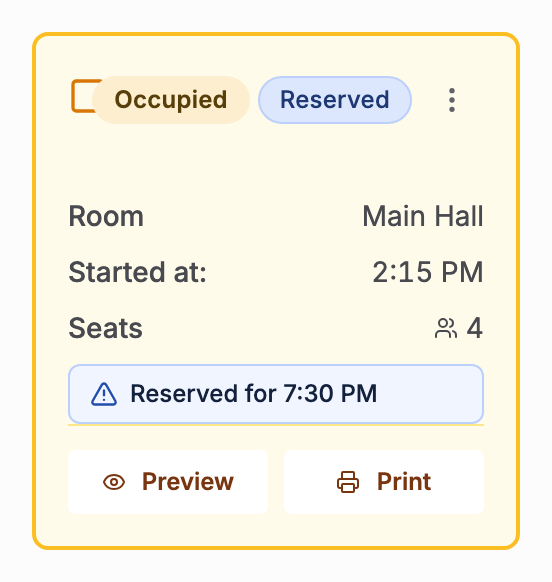 Occupied Reserved
Room Main Hall
Started at: 2:15 PM
Seats 4
Reserved for 7:30 PM
Preview Print